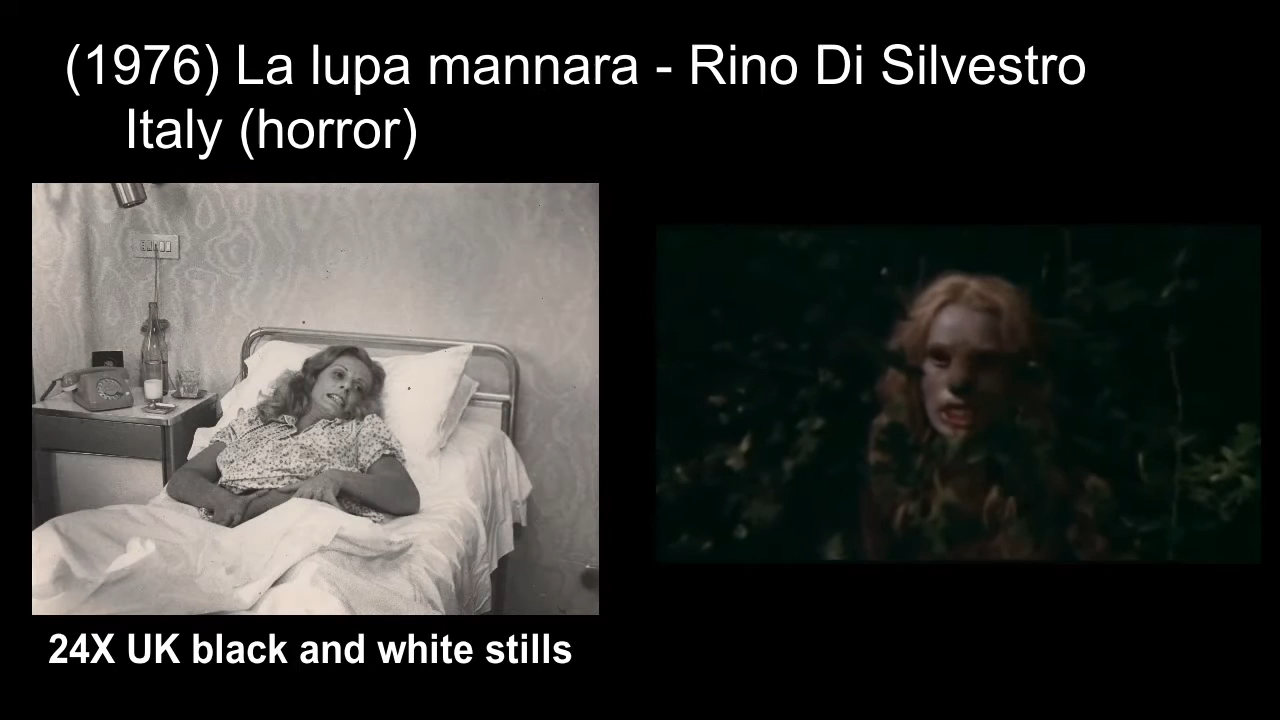 (1976) La lupa mannara - Rino Di Silvestro
Italy (horror)
24X UK black and white stills